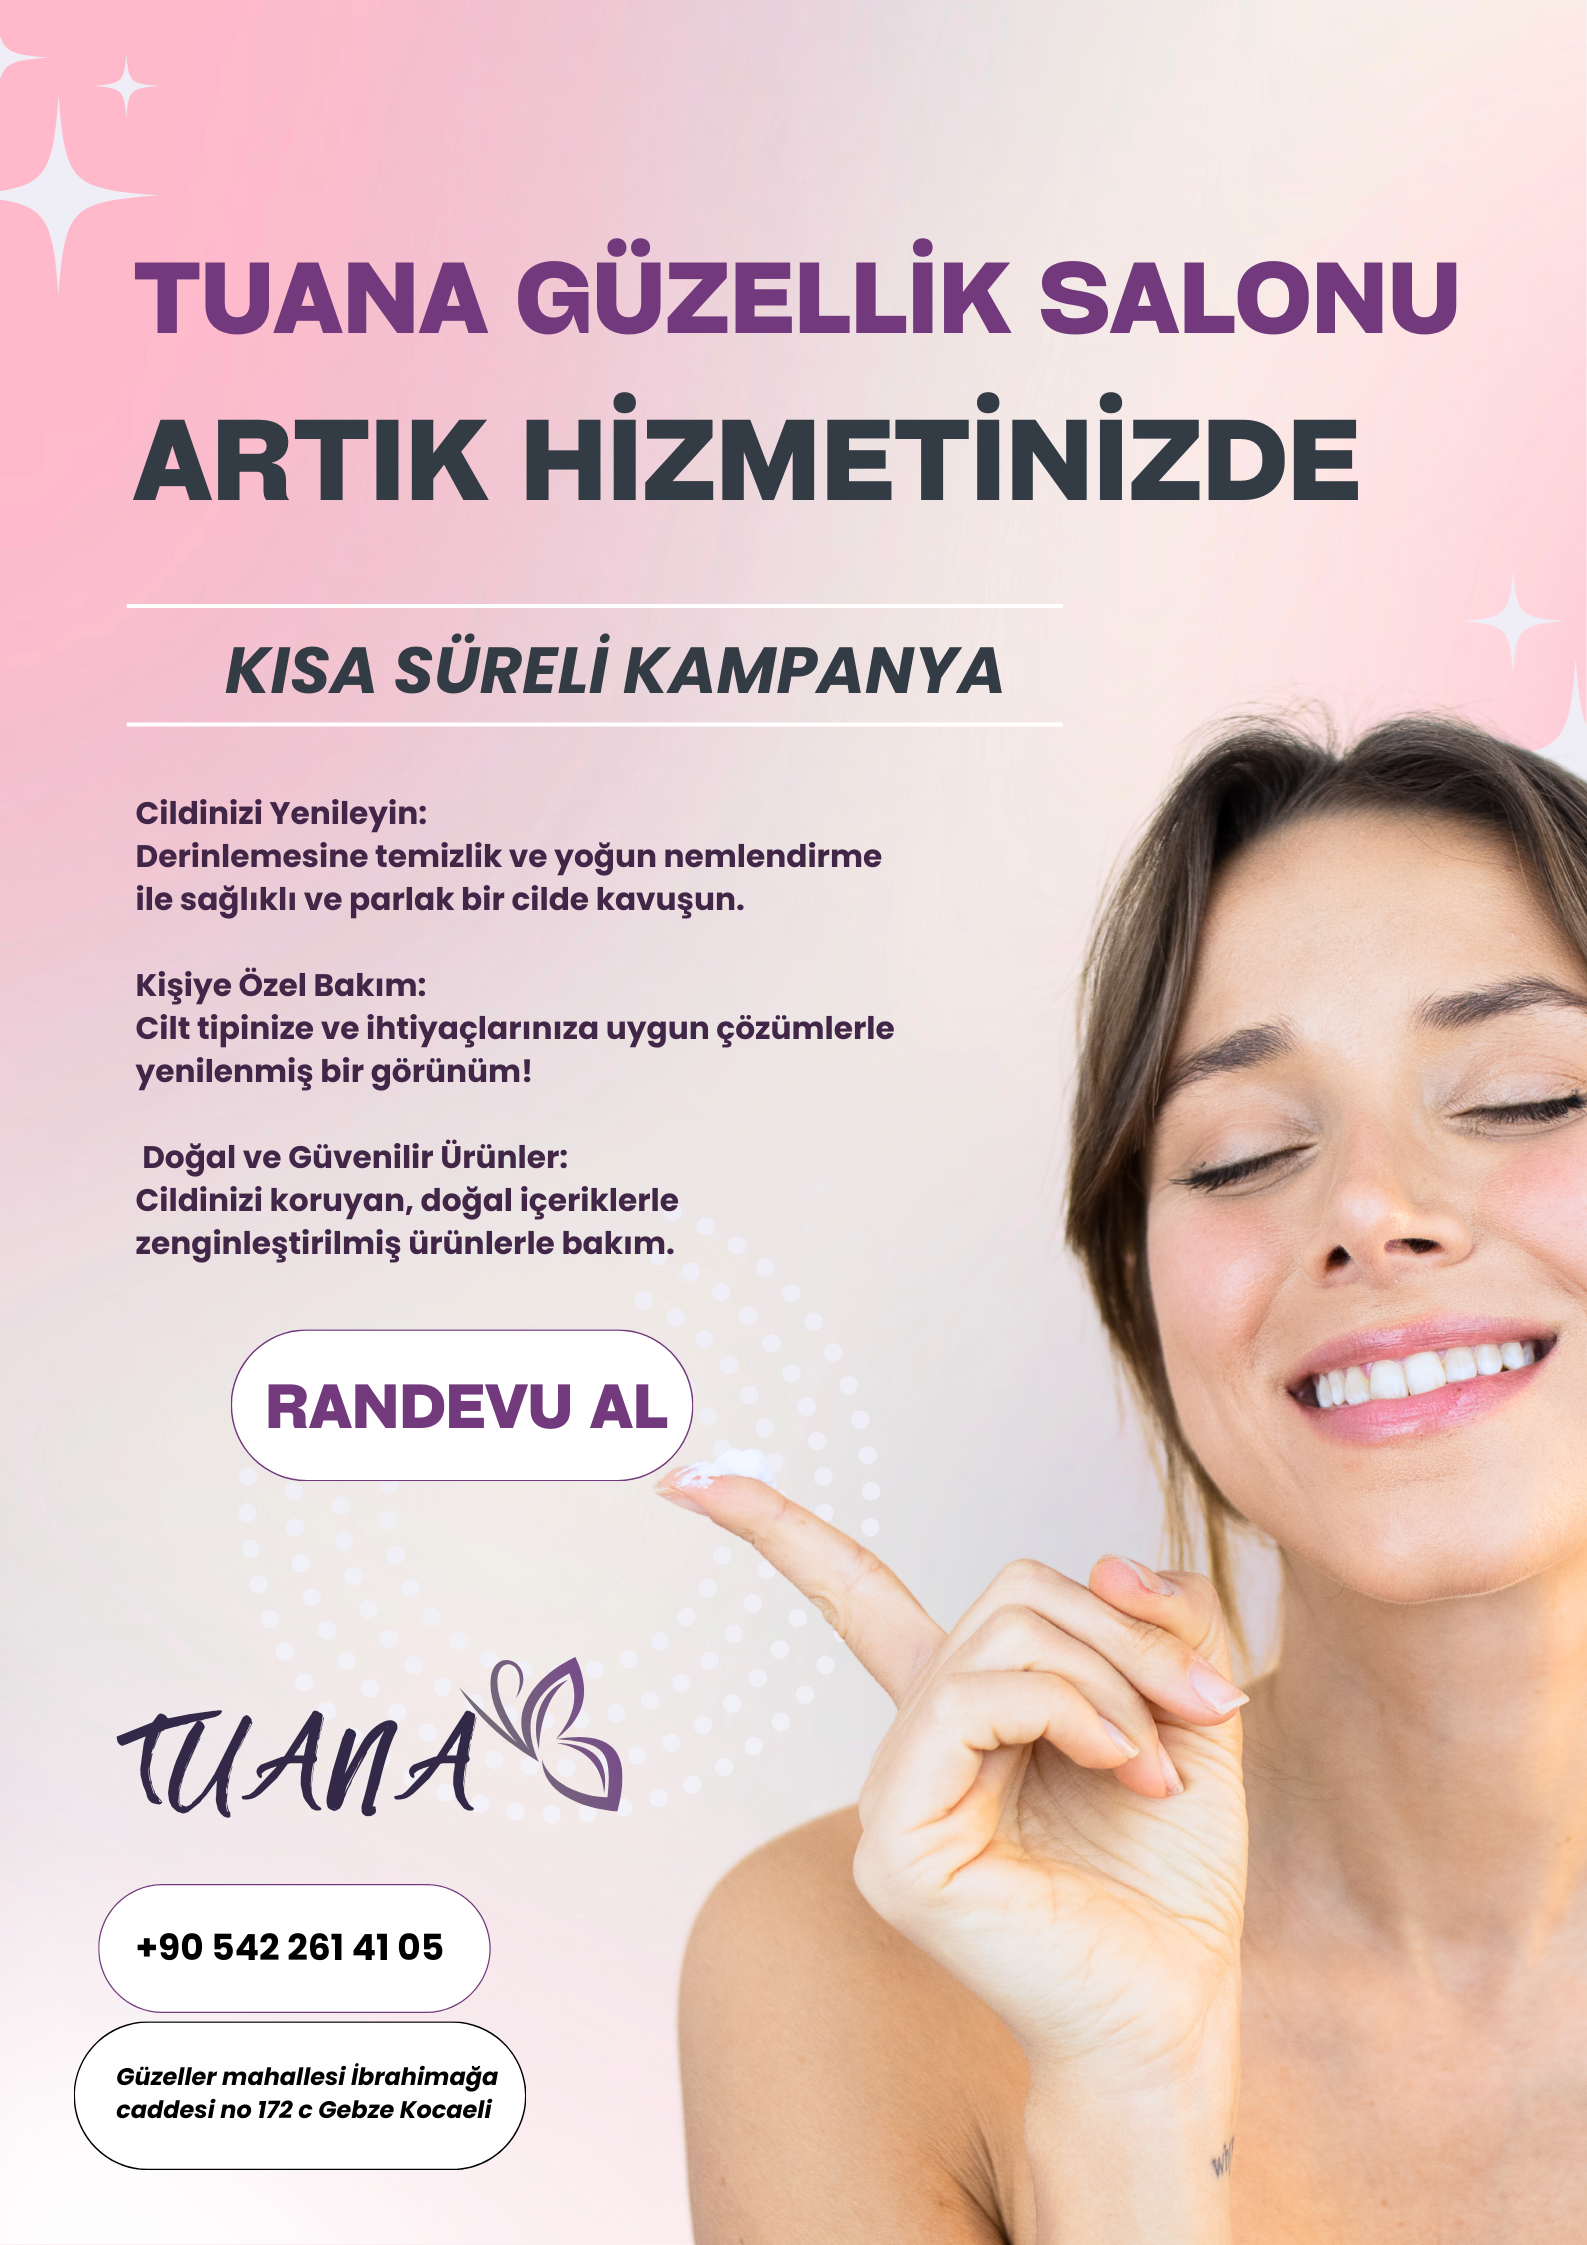 TUANA GÜZELLİK SALONU
ARTIK HİZMETİNİZDE
KISA SÜRELİ KAMPANYA
Cildinizi Yenileyin:
Derinlemesine temizlik ve yoğun nemlendirme
ile sağlıklı ve parlak bir cilde kavuşun.
Kişiye Özel Bakım:
Cilt tipinize ve ihtiyaçlarınıza uygun çözümlerle
yenilenmiş bir görünüm!
Doğal ve Güvenilir Ürünler:
Cildinizi koruyan, doğal içeriklerle
zenginleştirilmiş ürünlerle bakım.
RANDEVU AL
TUANA
+90 542 261 41 05
Güzeller mahallesi İbrahimağa
caddesi no 172 c Gebze Kocaeli